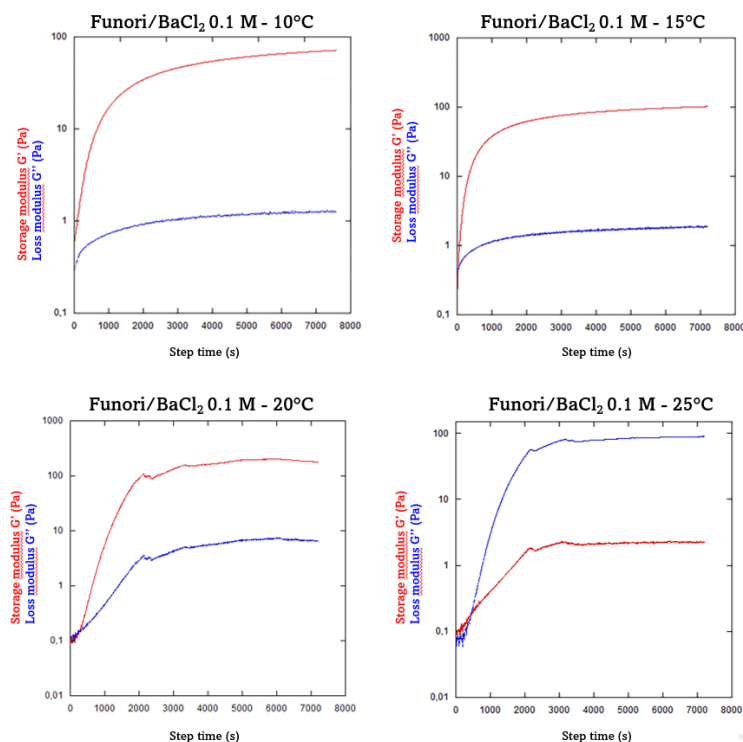 Funori/BaCl₂ 0.1 M - 10°C
100
10
1
0,1
Storage modulus G' (Pa)
Loss modulus G'' (Pa)
0 1000 2000 3000 4000 5000 6000 7000 8000
Step time (s)
Funori/BaCl₂ 0.1 M - 15°C
1000
100
10
1
0,1
Storage modulus G' (Pa)
Loss modulus G'' (Pa)
0 1000 2000 3000 4000 5000 6000 7000 8000
Step time (s)
Funori/BaCl₂ 0.1 M - 20°C
1000
100
10
1
0,1
0,01
Storage modulus G' (Pa)
Loss modulus G'' (Pa)
0 1000 2000 3000 4000 5000 6000 7000 8000
Step time (s)
Funori/BaCl₂ 0.1 M - 25°C
100
10
1
0,1
0,01
Storage modulus G' (Pa)
Loss modulus G'' (Pa)
0 1000 2000 3000 4000 5000 6000 7000 8000
Step time (s)